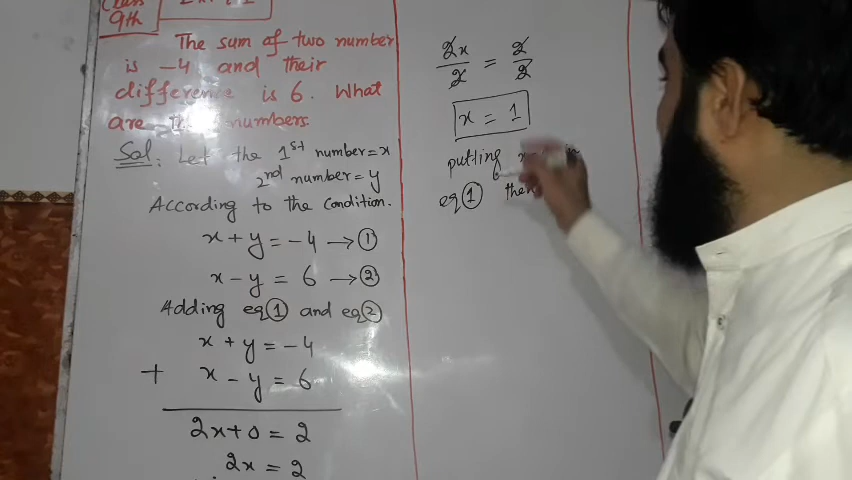 Class
9th
The sum of two number
is -4 and their
difference is 6. What
are the numbers.
Sol: Let the 1st number=x
2nd number=y
According to the condition.
x+y=-4 → ①
x-y = 6 → ②
Adding eq① and eq②
x+y=-4
+ x-y=6
2x+0=2
2x=2
2x/2 = 2/2
x = 1
putting in
eq① then